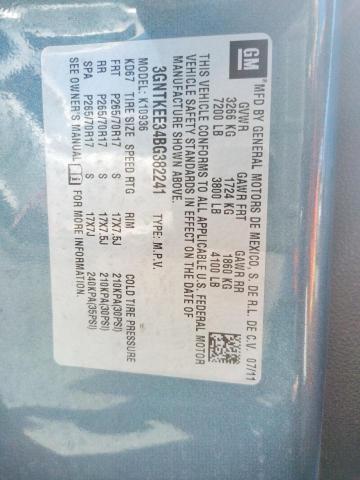 GM
MFD BY GENERAL MOTORS DE MEXICO, S. DE R.L. DE C.V. 07/11
GVWR GAWR FRT GAWR RR
3266 KG 1724 KG 1860 KG
7200 LB 3800 LB 4100 LB
THIS VEHICLE CONFORMS TO ALL APPLICABLE U.S. FEDERAL MOTOR
VEHICLE SAFETY STANDARDS IN EFFECT ON THE DATE OF
MANUFACTURE SHOWN ABOVE.
3GNTKEE34BG382241 TYPE: M.P.V.
MODEL: K10936
KD67 TIRE SIZE SPEED RTG RIM COLD TIRE PRESSURE
FRT P265/70R17 S 17X7.5J 210KPA(30PSI)
RR P265/70R17 S 17X7.5J 210KPA(30PSI)
SPA P265/70R17 S 17X7J 240KPA(35PSI)
SEE OWNER'S MANUAL FOR MORE INFORMATION.